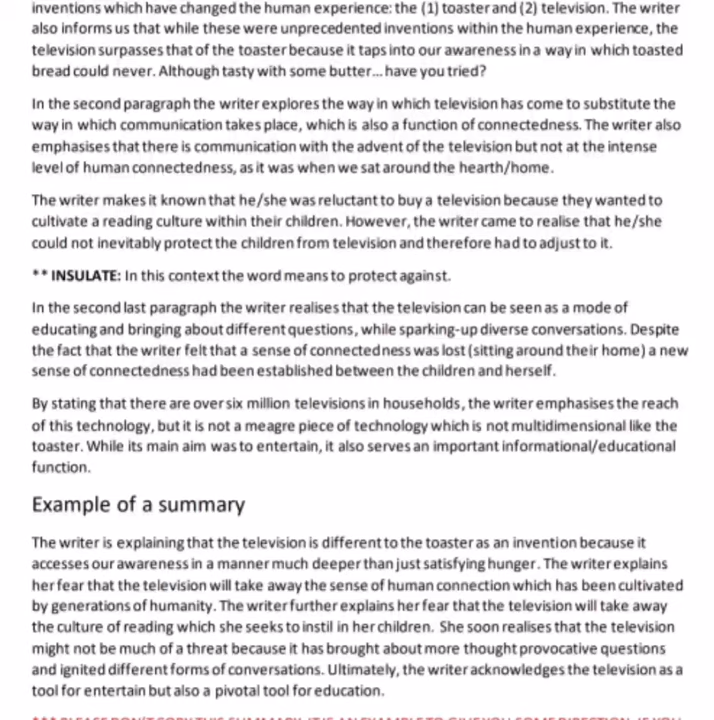 inventions which have changed the human experience: the (1) toaster and (2) television. The writer
also informs us that while these were unprecedented inventions within the human experience, the
television surpasses that of the toaster because it taps into our awareness in a way in which toasted
bread could never. Although tasty with some butter... have you tried?
In the second paragraph the writer explores the way in which television has come to substitute the
way in which communication takes place, which is also a function of connectedness. The writer also
emphasises that there is communication with the advent of the television but not at the intense
level of human connectedness, as it was when we sat around the hearth/home.
The writer makes it known that he/she was reluctant to buy a television because they wanted to
cultivate a reading culture within their children. However, the writer came to realise that he/she
could not inevitably protect the children from television and therefore had to adjust to it.
** INSULATE: In this context the word means to protect against.
In the second last paragraph the writer realises that the television can be seen as a mode of
educating and bringing about different questions, while sparking-up diverse conversations. Despite
the fact that the writer felt that a sense of connectedness was lost (sitting around their home) a new
sense of connectedness had been established between the children and herself.
By stating that there are over six million televisions in households, the writer emphasises the reach
of this technology, but it is not a meagre piece of technology which is not multidimensional like the
toaster. While its main aim was to entertain, it also serves an important informational/educational
function.
Example of a summary
The writer is explaining that the television is different to the toaster as an invention because it
accesses our awareness in a manner much deeper than just satisfying hunger. The writer explains
her fear that the television will take away the sense of human connection which has been cultivated
by generations of humanity. The writer further explains her fear that the television will take away
the culture of reading which she seeks to instil in her children. She soon realises that the television
might not be much of a threat because it has brought about more thought provocative questions
and ignited different forms of conversations. Ultimately, the writer acknowledges the television as a
tool for entertain but also a pivotal tool for education.